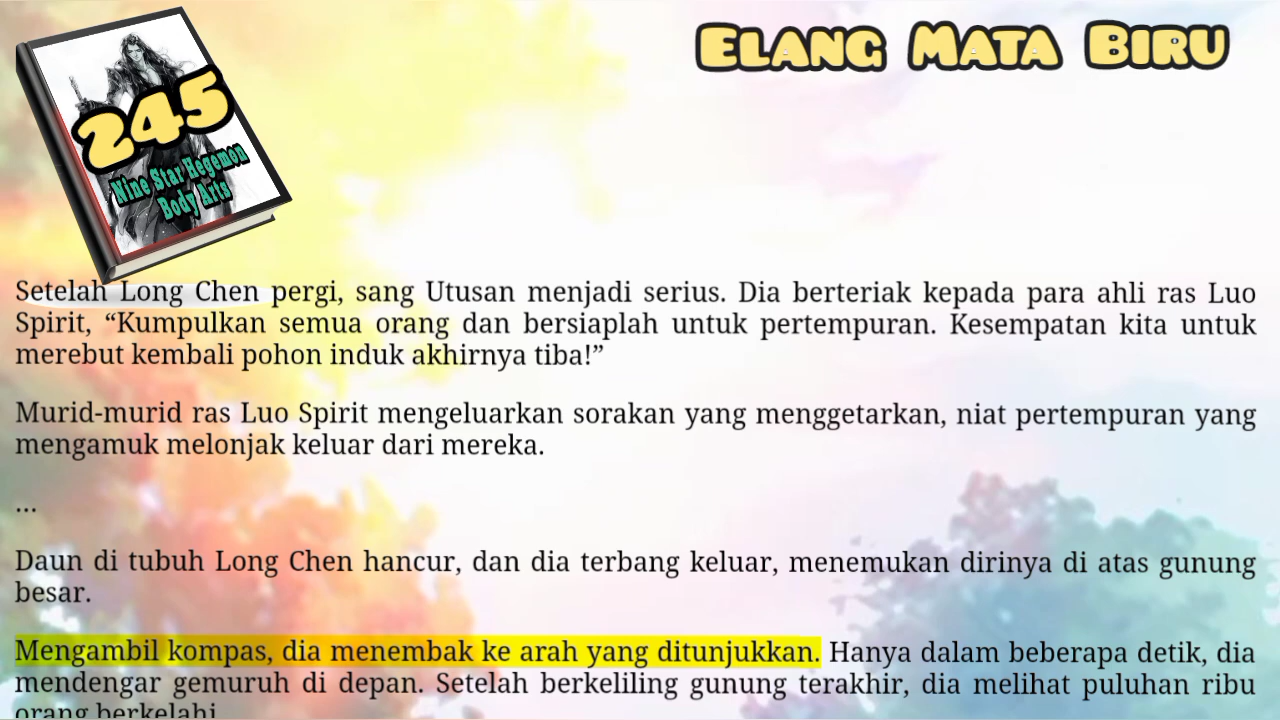 Elang Mata Biru
245
Nine Star Hegemon
Body Arts
Setelah Long Chen pergi, sang Utusan menjadi serius. Dia berteriak kepada para ahli ras Luo
Spirit, “Kumpulkan semua orang dan bersiaplah untuk pertempuran. Kesempatan kita untuk
merebut kembali pohon induk akhirnya tiba!”
Murid-murid ras Luo Spirit mengeluarkan sorakan yang menggetarkan, niat pertempuran yang
mengamuk melonjak keluar dari mereka.
...
Daun di tubuh Long Chen hancur, dan dia terbang keluar, menemukan dirinya di atas gunung
besar.
Mengambil kompas, dia menembak ke arah yang ditunjukkan. Hanya dalam beberapa detik, dia
mendengar gemuruh di depan. Setelah berkeliling gunung terakhir, dia melihat puluhan ribu
orang berkelahi.